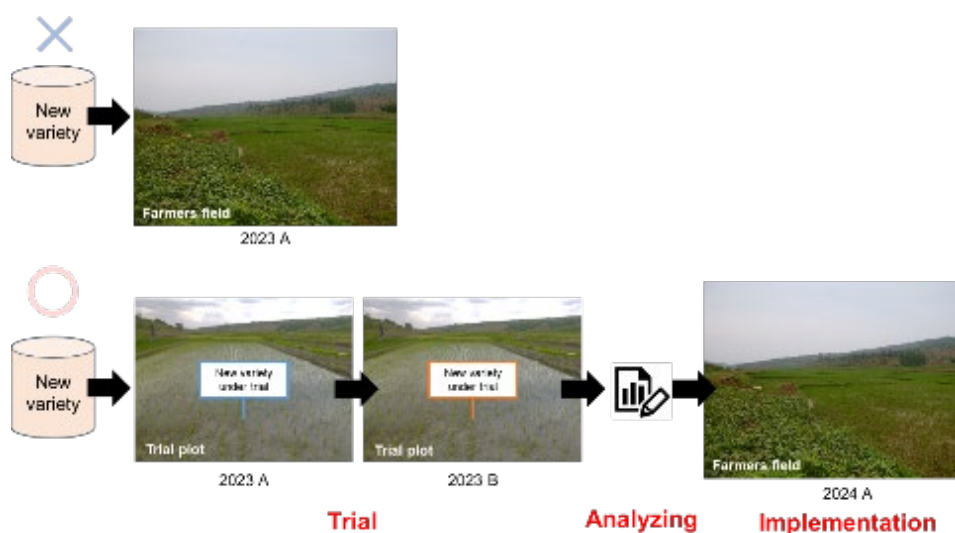 New
variety
Farmers field
2023 A
New
variety
New variety
under trial
Trial plot
2023 A
New variety
under trial
Trial plot
2023 B
Farmers field
2024 A
Trial
Analyzing
Implementation